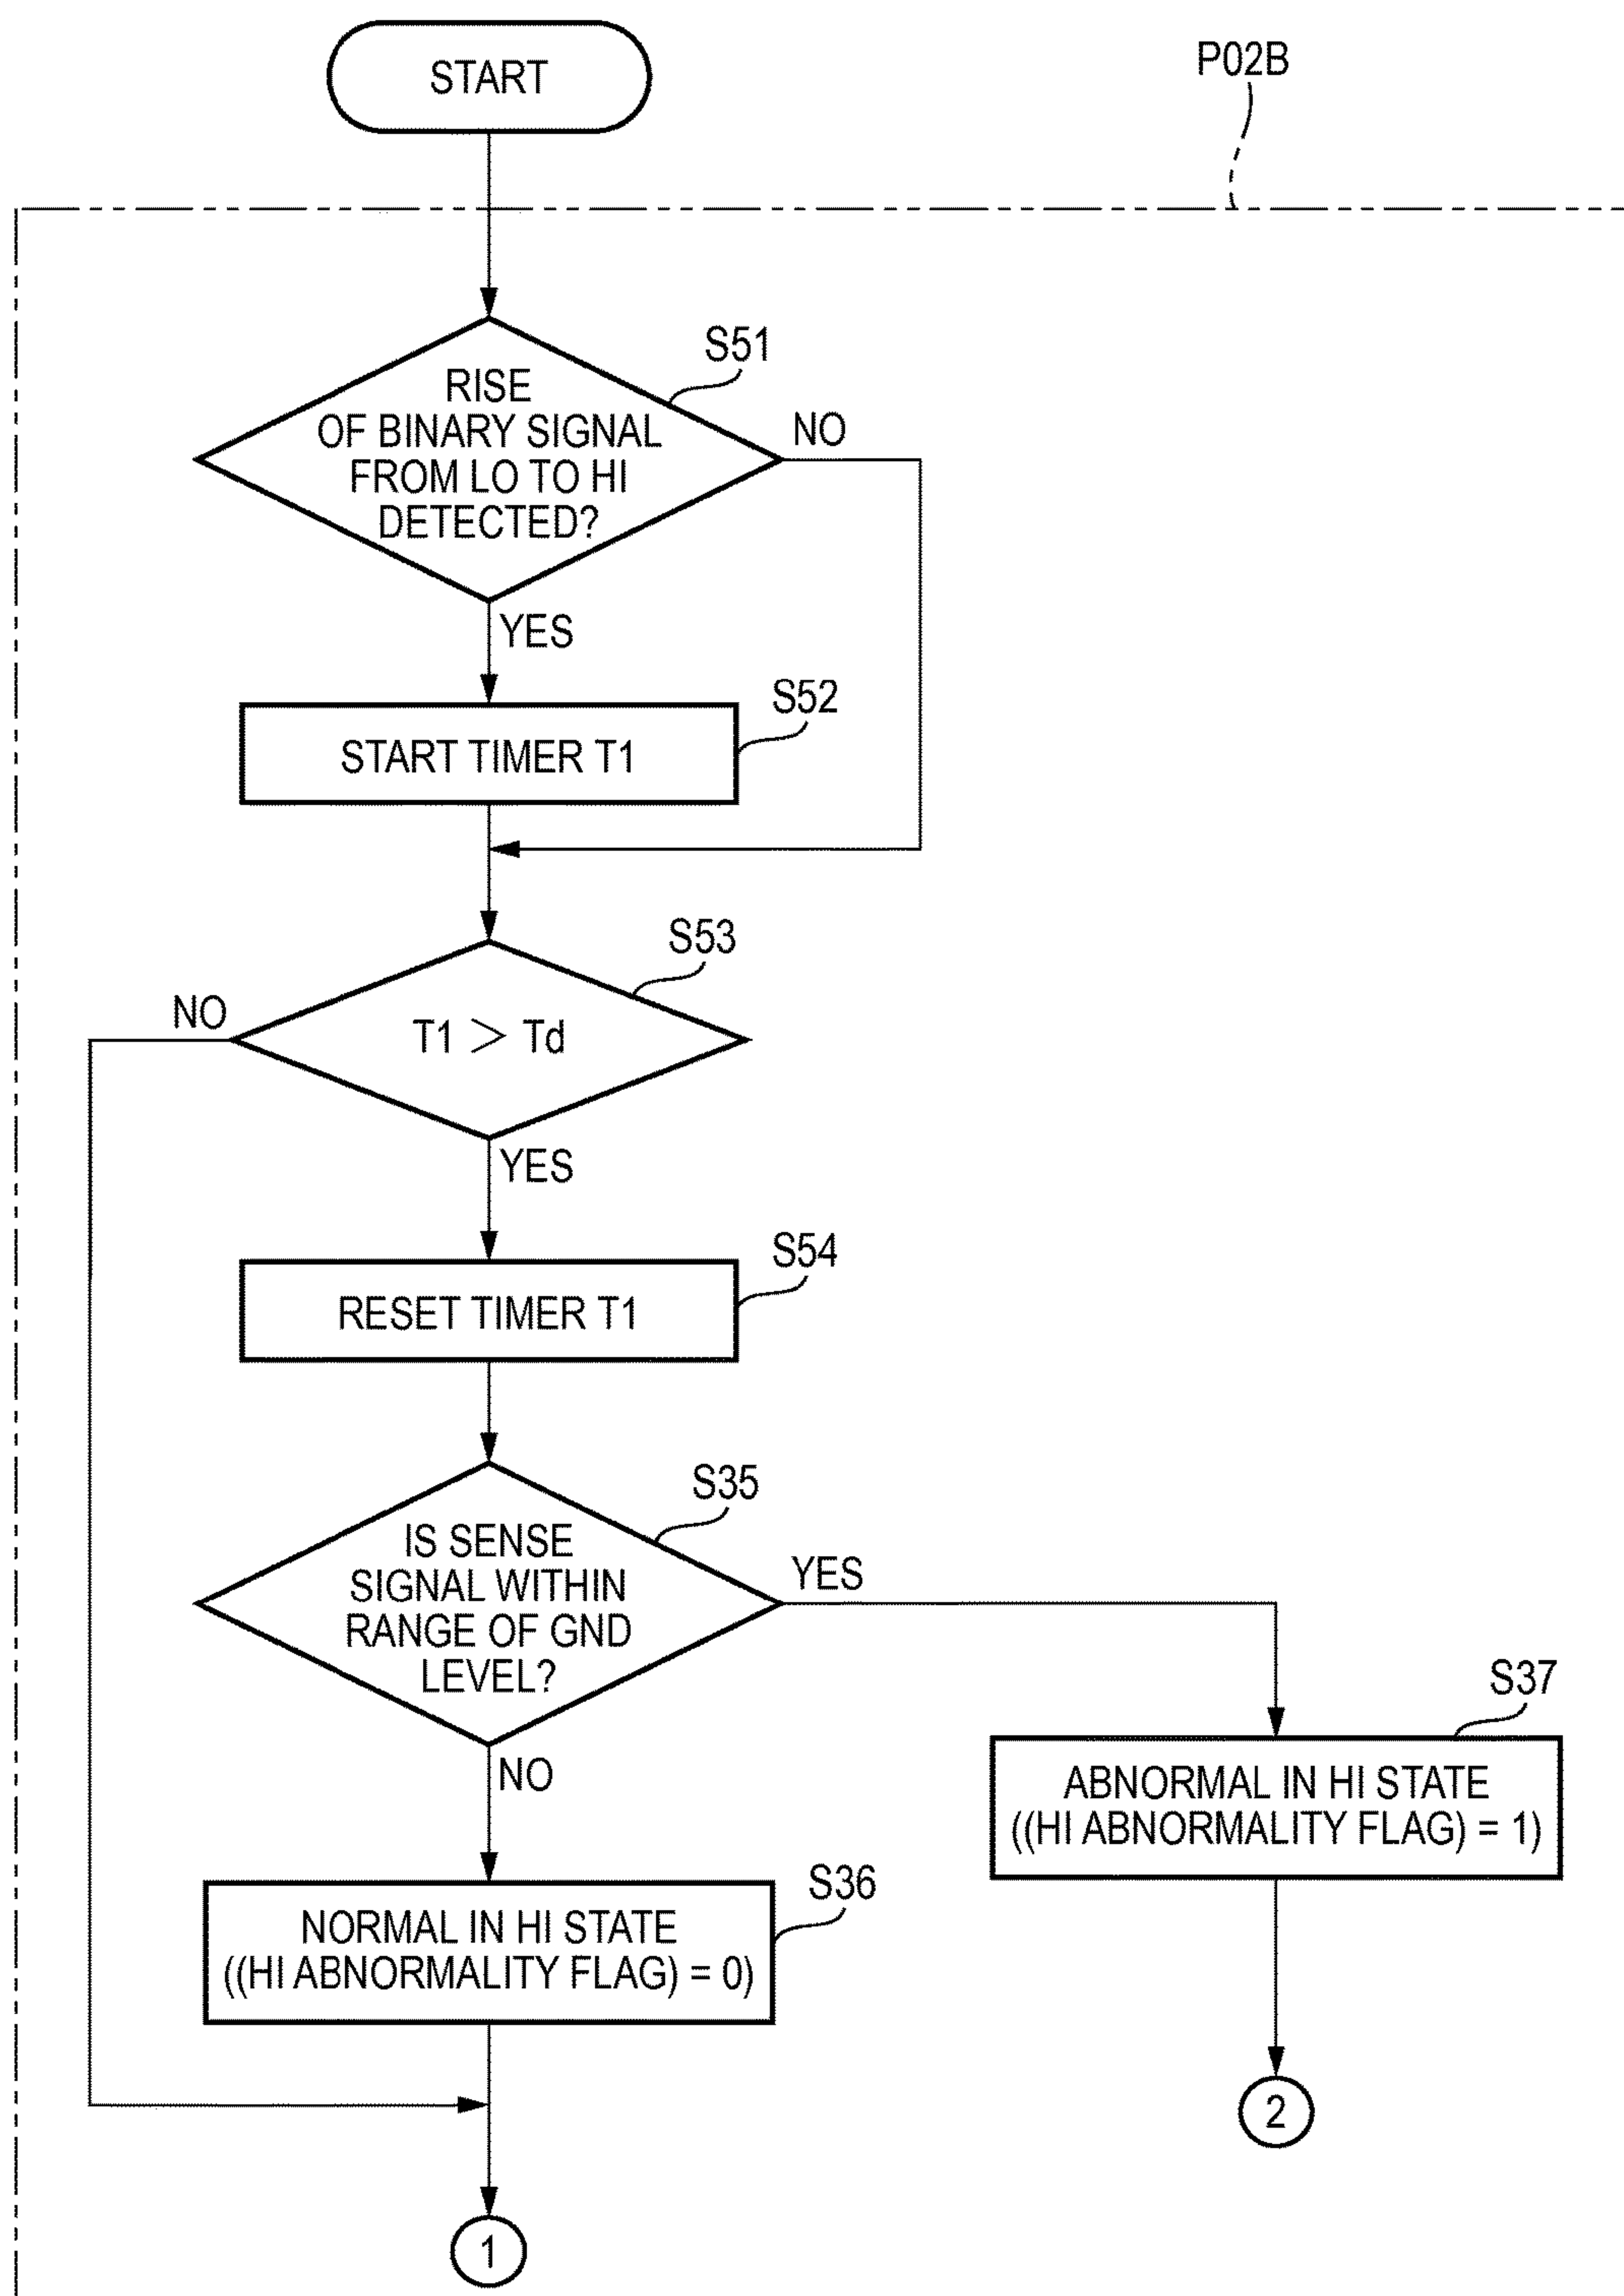 START
P02B
S51
RISE
OF BINARY SIGNAL
FROM LO TO HI
DETECTED?
NO
YES
S52
START TIMER T1
S53
NO
T1 > Td
YES
S54
RESET TIMER T1
S35
IS SENSE
SIGNAL WITHIN
RANGE OF GND
LEVEL?
YES
NO
S37
ABNORMAL IN HI STATE
((HI ABNORMALITY FLAG) = 1)
S36
NORMAL IN HI STATE
((HI ABNORMALITY FLAG) = 0)
2
1